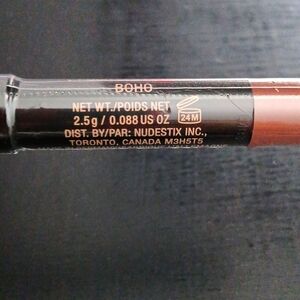 BOHO
NET WT./POIDS NET
2.5g / 0.088 US OZ 24M
DIST. BY/PAR: NUDESTIX INC.,
TORONTO, CANADA M3H5T5